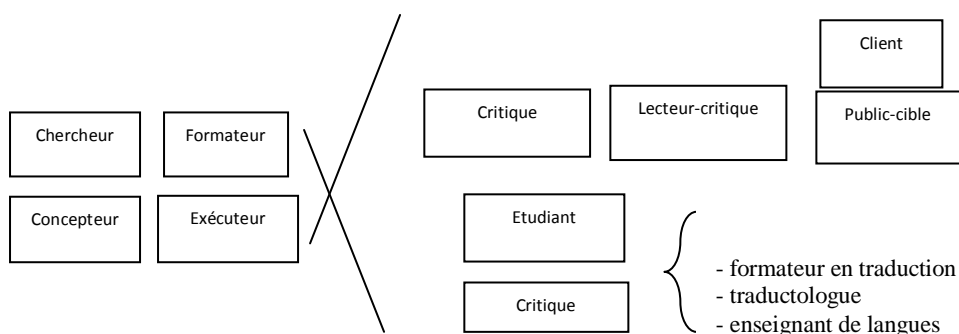 Client
Critique
Lecteur-critique
Public-cible
Chercheur
Formateur
Concepteur
Exécuteur
Etudiant
Critique
- formateur en traduction
- traductologue
- enseignant de langues